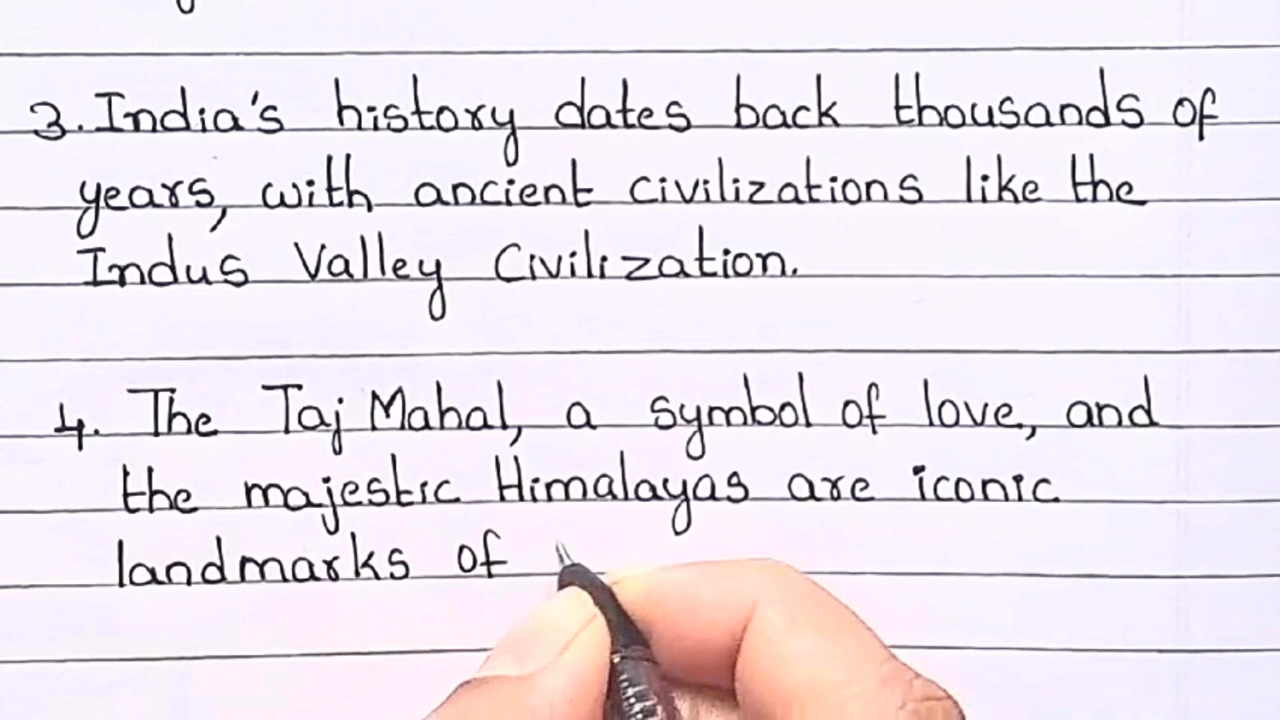 3. India's history dates back thousands of
years, with ancient civilizations like the
Indus Valley Civilization.
4. The Taj Mahal, a symbol of love, and
the majestic Himalayas are iconic
landmarks of